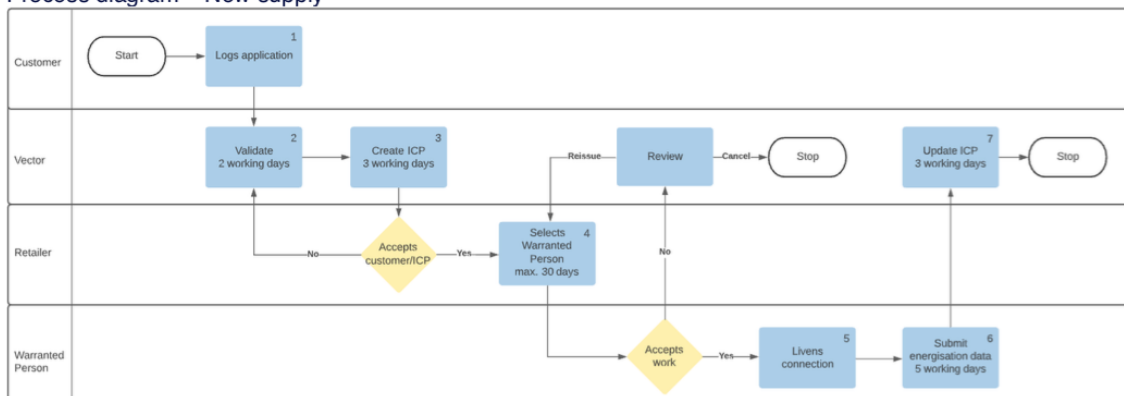 Process diagram – New supply
Customer
Start
1
Logs application
Vector
2
Validate
2 working days
3
Create ICP
3 working days
Reissue
Review
Cancel
Stop
7
Update ICP
3 working days
Stop
Retailer
No
Accepts
customer/ICP
Yes
4
Selects
Warranted
Person
max. 30 days
No
Warranted
Person
Accepts
work
Yes
5
Livens
connection
6
Submit
energisation data
5 working days